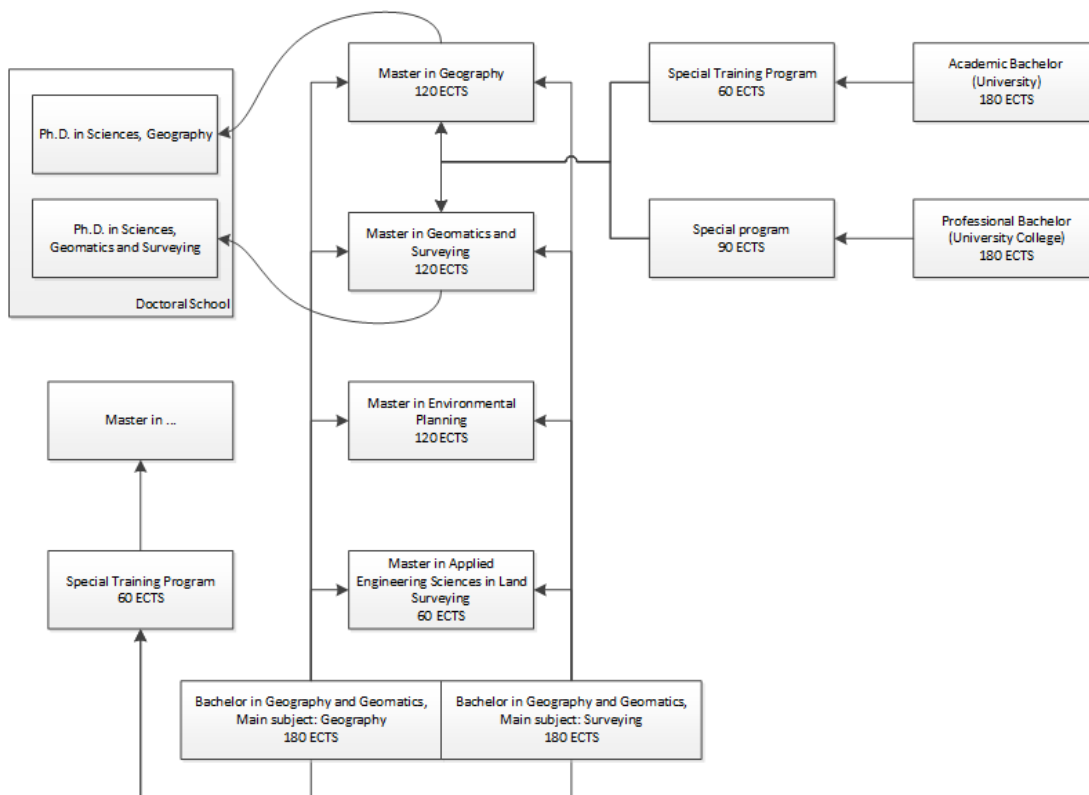 Master in Geography
120 ECTS
Special Training Program
60 ECTS
Academic Bachelor
(University)
180 ECTS
Ph.D. in Sciences, Geography
Ph.D. in Sciences,
Geomatics and Surveying
Doctoral School
Master in Geomatics and
Surveying
120 ECTS
Special program
90 ECTS
Professional Bachelor
(University College)
180 ECTS
Master in ...
Master in Environmental
Planning
120 ECTS
Special Training Program
60 ECTS
Master in Applied
Engineering Sciences in Land
Surveying
60 ECTS
Bachelor in Geography and Geomatics,
Main subject: Geography
180 ECTS
Bachelor in Geography and Geomatics,
Main subject: Surveying
180 ECTS